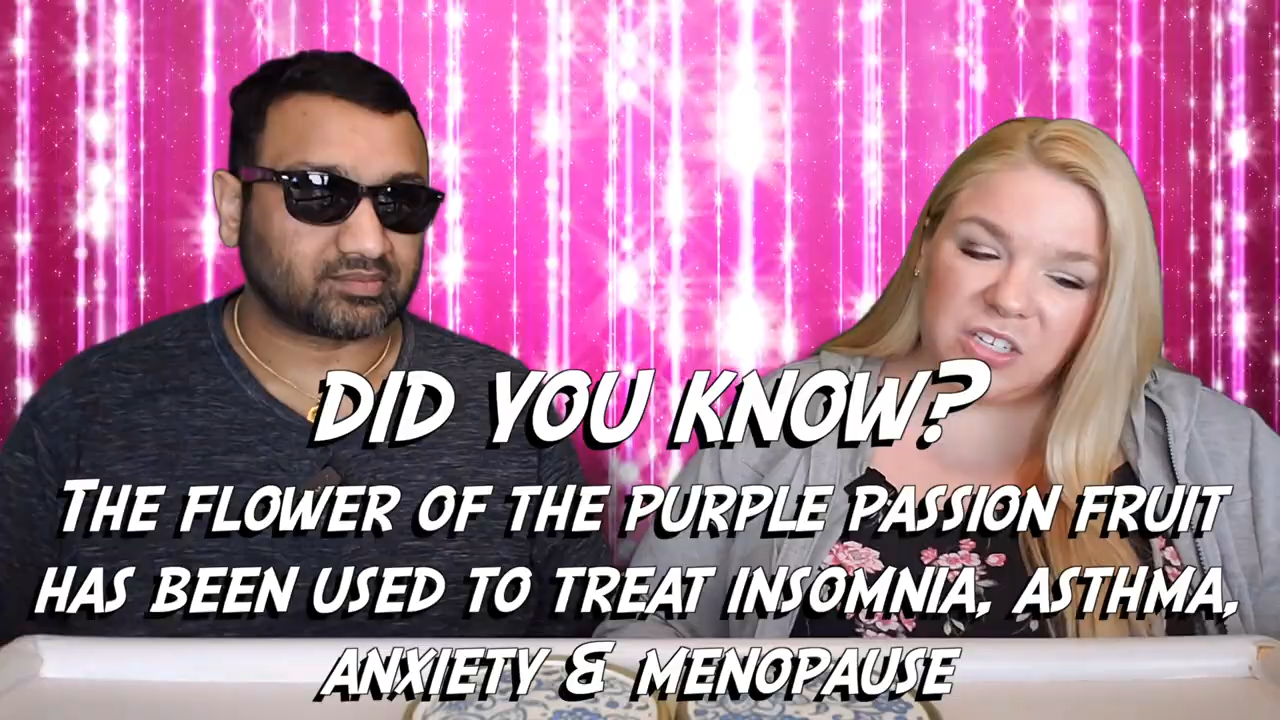 DID YOU KNOW?
THE FLOWER OF THE PURPLE PASSION FRUIT
HAS BEEN USED TO TREAT INSOMNIA, ASTHMA,
ANXIETY & MENOPAUSE